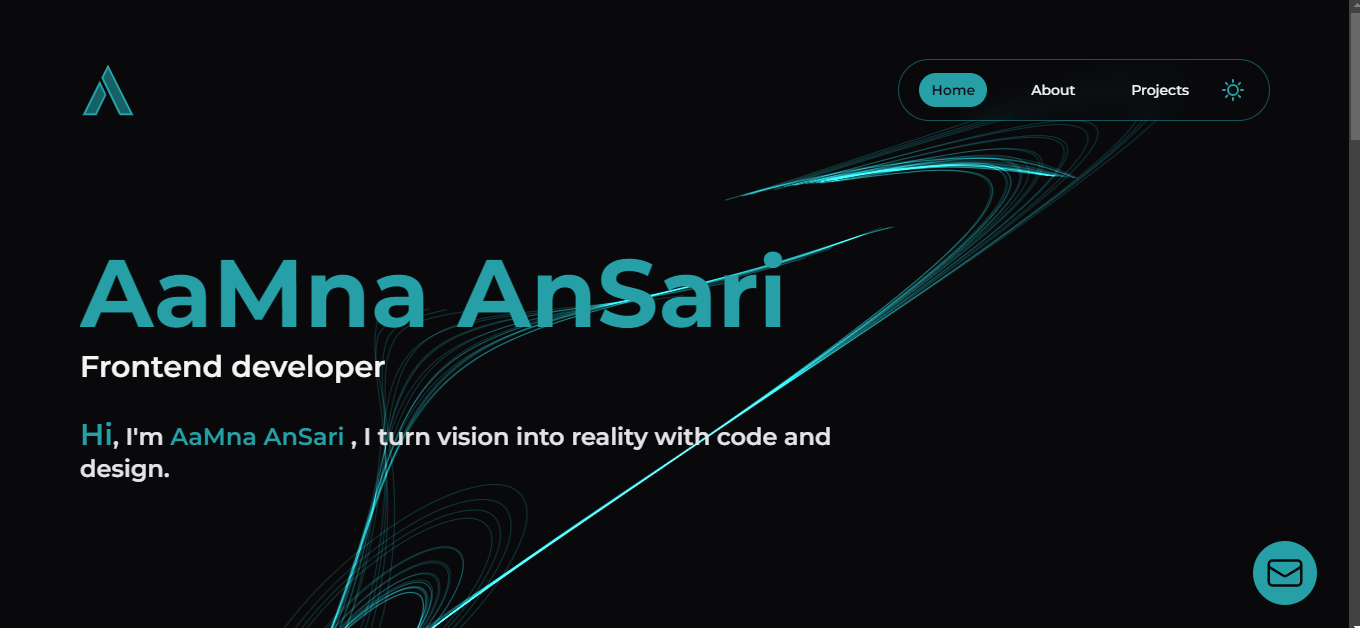 Home About Projects
AaMna AnSari
Frontend developer
Hi, I'm AaMna AnSari , I turn vision into reality with code and
design.